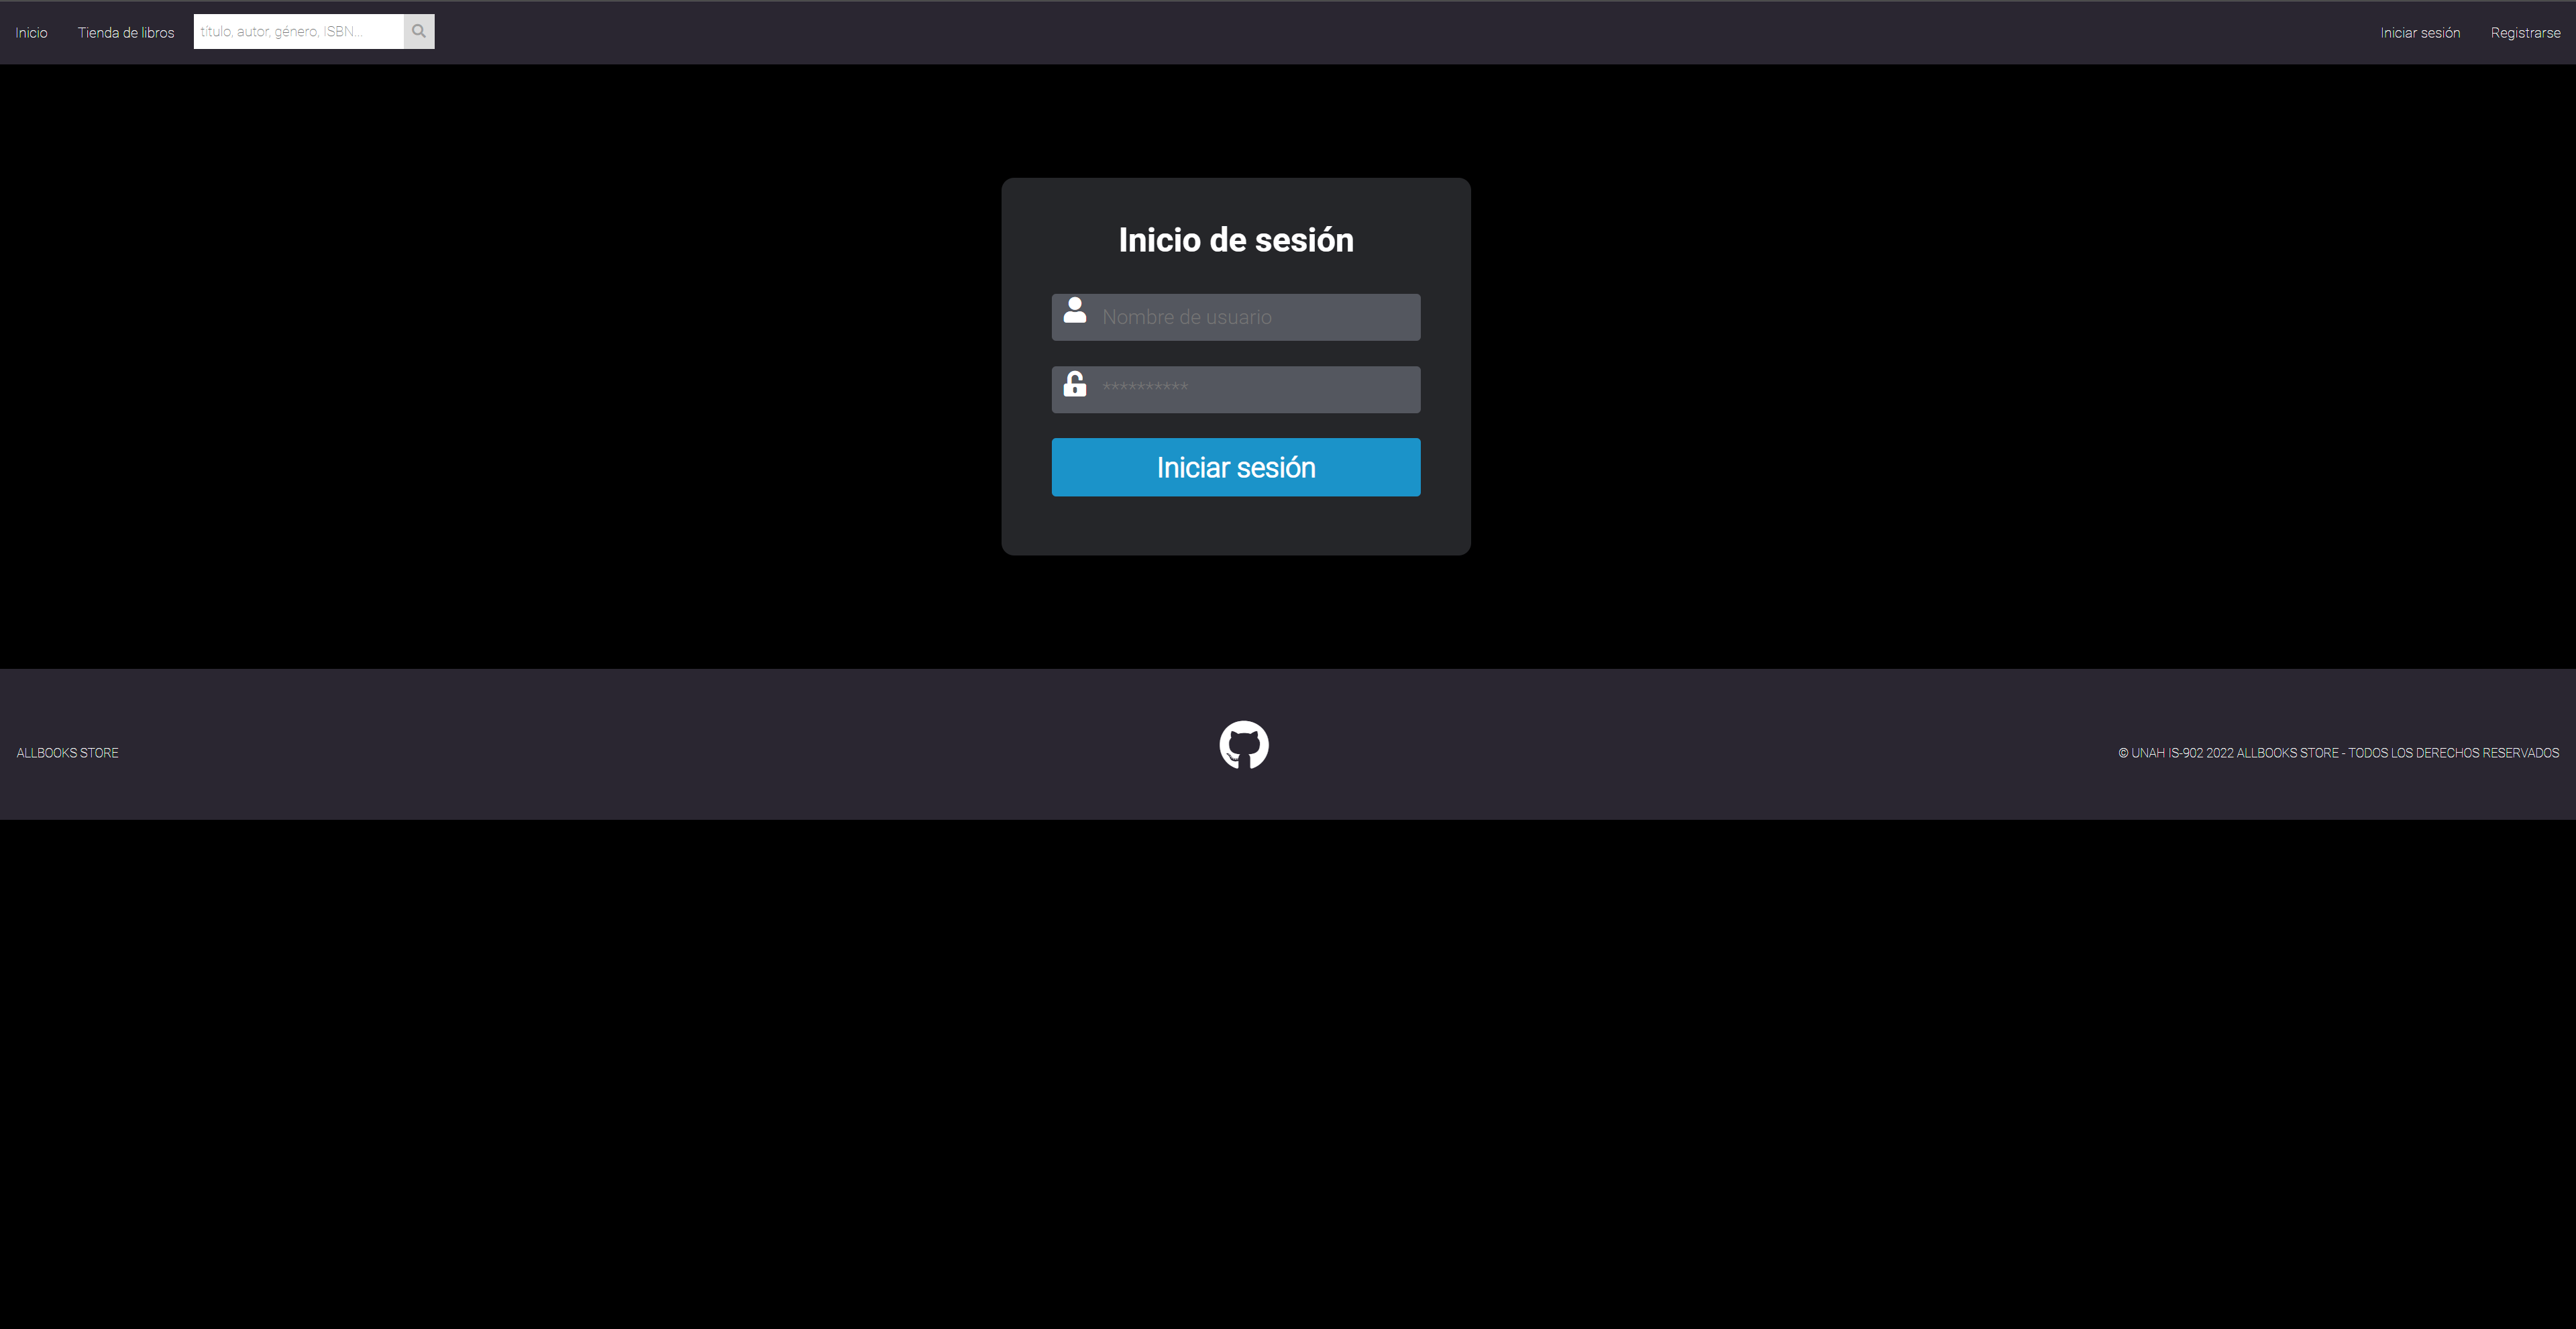 Inicio
Tienda de libros
título, autor, género, ISBN...
Iniciar sesión
Registrarse
Inicio de sesión
Nombre de usuario
**********
Iniciar sesión
ALLBOOKS STORE
© UNAH IS-902 2022 ALLBOOKS STORE - TODOS LOS DERECHOS RESERVADOS